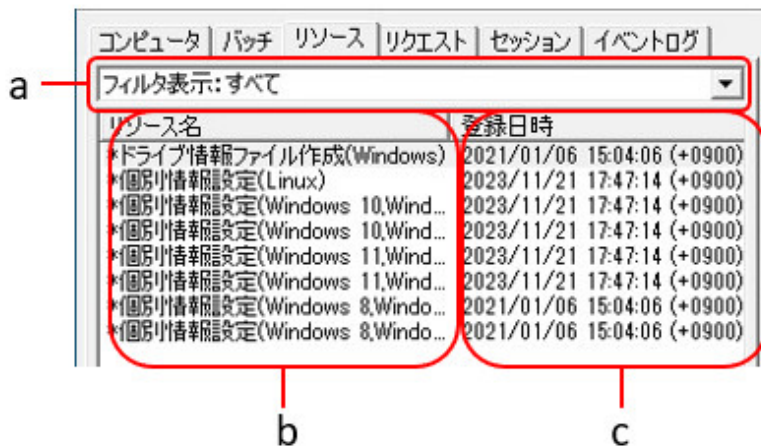 コンピュータ バッチ リソース リクエスト セッション イベントログ
a
フィルタ表示:すべて
リソース名 登録日時
*ドライブ情報ファイル作成(Windows) 2021/01/06 15:04:06 (+0900)
*個別情報設定(Linux) 2023/11/21 17:47:14 (+0900)
*個別情報設定(Windows 10,Wind... 2023/11/21 17:47:14 (+0900)
*個別情報設定(Windows 10,Wind... 2023/11/21 17:47:14 (+0900)
*個別情報設定(Windows 11,Wind... 2023/11/21 17:47:14 (+0900)
*個別情報設定(Windows 11,Wind... 2023/11/21 17:47:14 (+0900)
*個別情報設定(Windows 8,Windo... 2021/01/06 15:04:06 (+0900)
*個別情報設定(Windows 8,Windo... 2021/01/06 15:04:06 (+0900)
b c